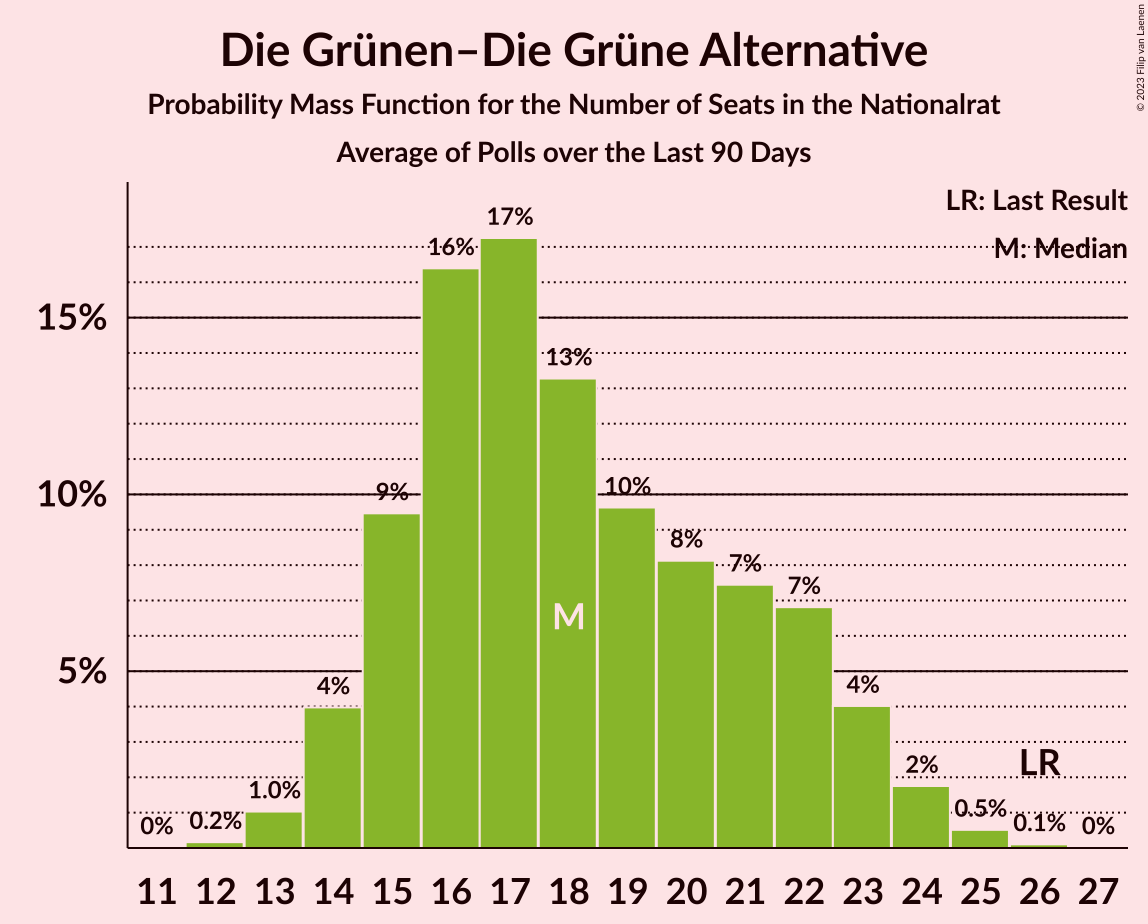 Die Grünen–Die Grüne Alternative
Probability Mass Function for the Number of Seats in the Nationalrat
Average of Polls over the Last 90 Days
© 2023 Filip van Laenen
LR: Last Result
M: Median
15%
10%
5%
0%
0.2%
1.0%
4%
9%
16%
17%
13%
10%
8%
7%
7%
4%
2%
0.5%
0.1%
0%
M
LR
11 12 13 14 15 16 17 18 19 20 21 22 23 24 25 26 27